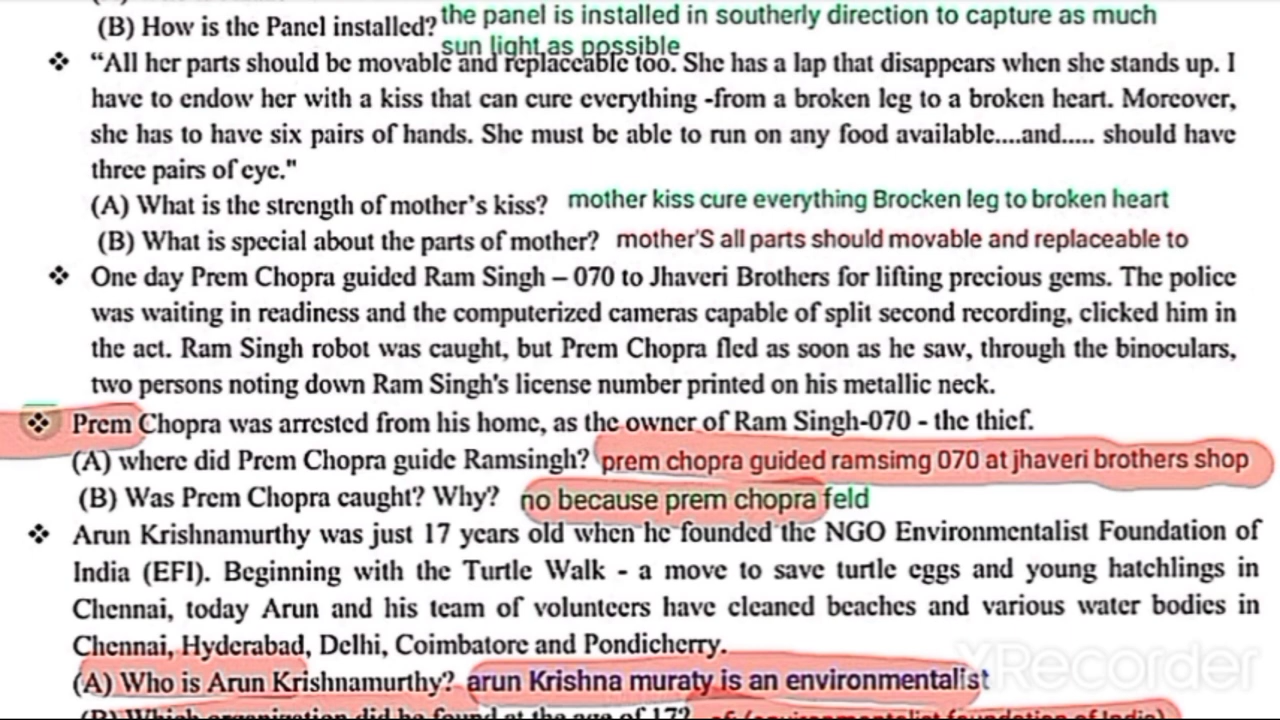 (B) How is the Panel installed? the panel is installed in southerly direction to capture as much
sun light as possible
❖ “All her parts should be movable and replaceable too. She has a lap that disappears when she stands up. I
have to endow her with a kiss that can cure everything -from a broken leg to a broken heart. Moreover,
she has to have six pairs of hands. She must be able to run on any food available....and..... should have
three pairs of eye."
(A) What is the strength of mother’s kiss? mother kiss cure everything Brocken leg to broken heart
(B) What is special about the parts of mother? mother'S all parts should movable and replaceable to
❖ One day Prem Chopra guided Ram Singh – 070 to Jhaveri Brothers for lifting precious gems. The police
was waiting in readiness and the computerized cameras capable of split second recording, clicked him in
the act. Ram Singh robot was caught, but Prem Chopra fled as soon as he saw, through the binoculars,
two persons noting down Ram Singh's license number printed on his metallic neck.
❖ Prem Chopra was arrested from his home, as the owner of Ram Singh-070 - the thief.
(A) where did Prem Chopra guide Ramsingh? prem chopra guided ramsimg 070 at jhaveri brothers shop
(B) Was Prem Chopra caught? Why? no because prem chopra feld
❖ Arun Krishnamurthy was just 17 years old when he founded the NGO Environmentalist Foundation of
India (EFI). Beginning with the Turtle Walk - a move to save turtle eggs and young hatchlings in
Chennai, today Arun and his team of volunteers have cleaned beaches and various water bodies in
Chennai, Hyderabad, Delhi, Coimbatore and Pondicherry.
XRecorder
(A) Who is Arun Krishnamurthy? arun Krishna muraty is an environmentalist
(B) Which organization did he found at the age of 17? (environmentalist foundation of India)